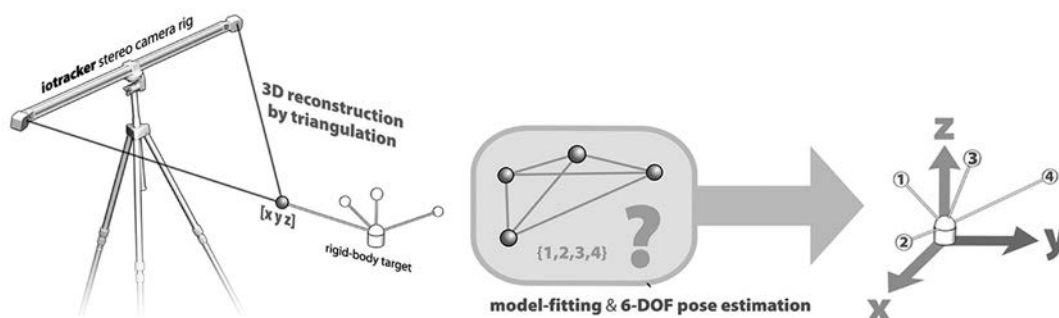 iotracker stereo camera rig
3D reconstruction
by triangulation
[x y z]
rigid-body target
{1,2,3,4}
?
model-fitting & 6-DOF pose estimation
z
1
3
4
2
y
x